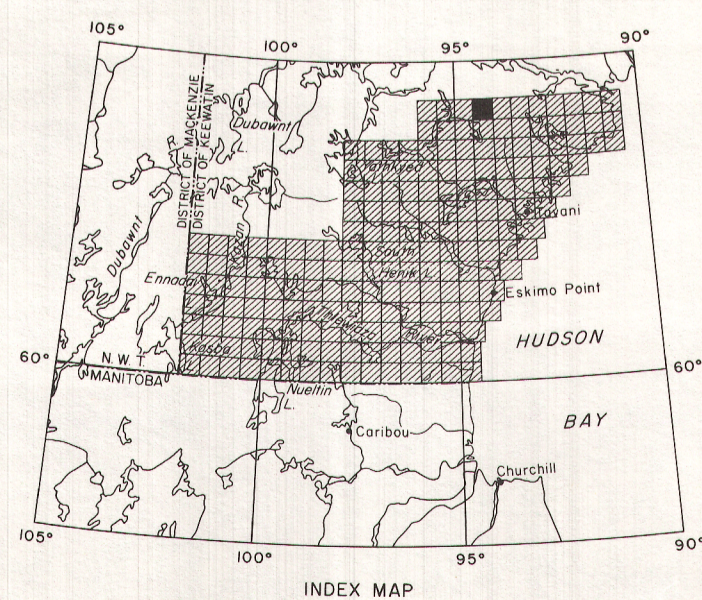 105°
100°
95°
90°
DISTRICT OF MACKENZIE
DISTRICT OF KEEWATIN
Dubawnt
L.
R.
Yathkyed
R.
Kazan
Tavani
Dubawnt
South
Henik L.
Ennadai
L.
Eskimo Point
Thlewiaza
River
HUDSON
60°
Kasba
L.
60°
N. W. T.
MANITOBA
Nueltin
L.
BAY
Caribou
Churchill
105°
100°
95°
90°
INDEX MAP